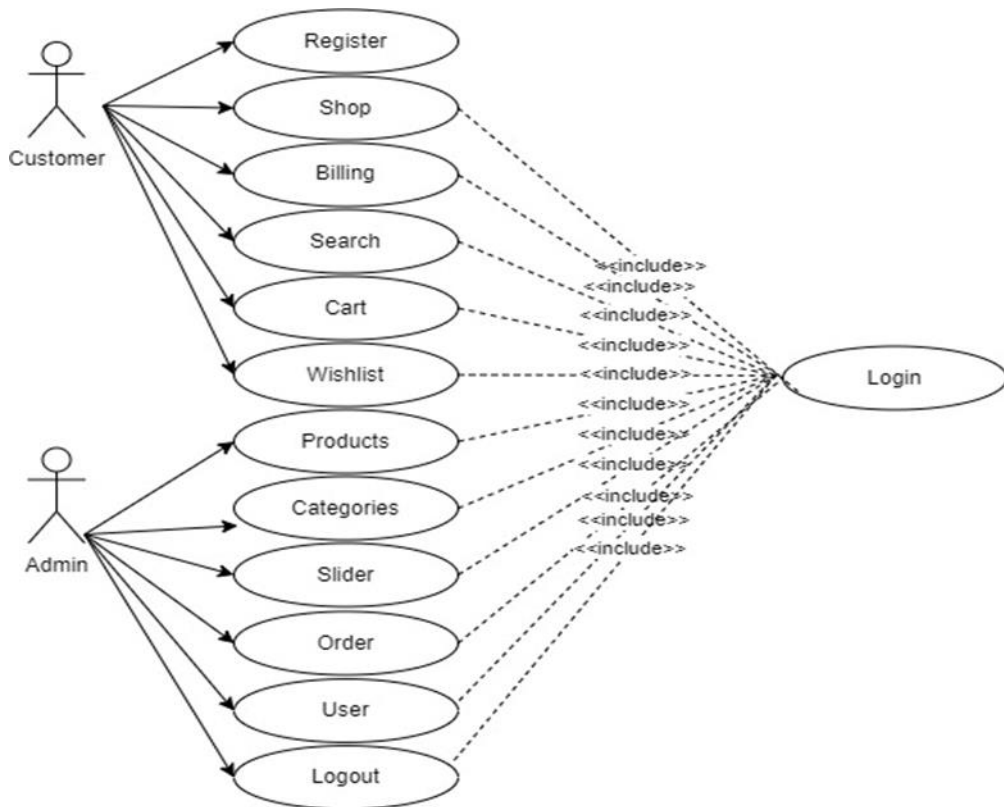 Register
Shop
Customer
Billing
Search
<<include>>
<<include>>
Cart
<<include>>
<<include>>
Wishlist
<<include>>
Login
<<include>>
Products
<<include>>
<<include>>
Categories
<<include>>
<<include>>
<<include>>
Admin
Slider
Order
User
Logout